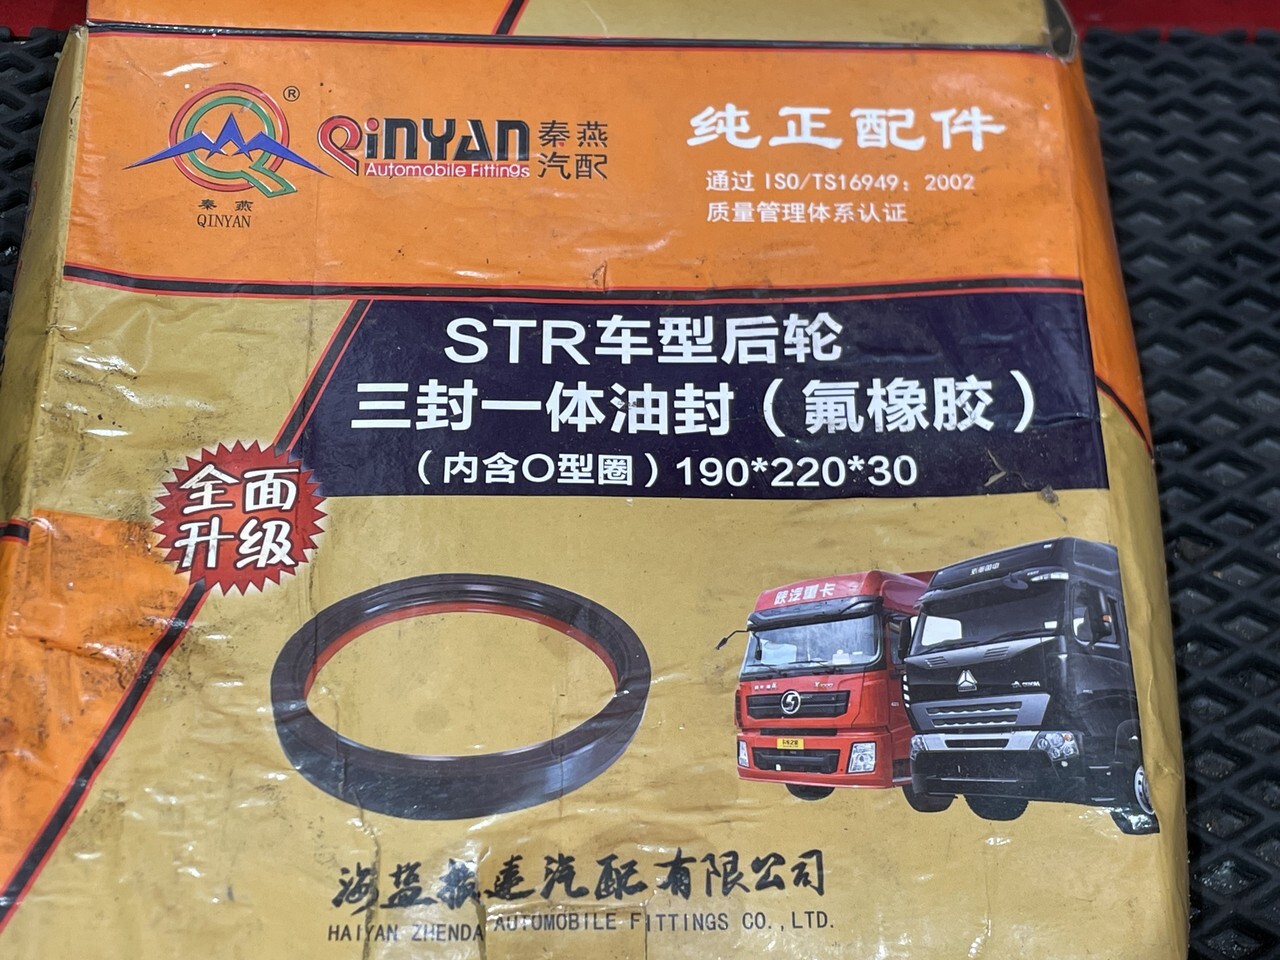 ®
秦燕
QINYAN
QiNYAN
Automobile Fittings
秦燕
汽配
纯正配件
通过 ISO/TS16949：2002
质量管理体系认证
STR车型后轮
三封一体油封（氟橡胶）
（内含O型圈）190*220*30
全面
升级
陕汽重卡
海盐振达汽配有限公司
HAIYAN ZHENDA AUTOMOBILE FITTINGS CO.,LTD.